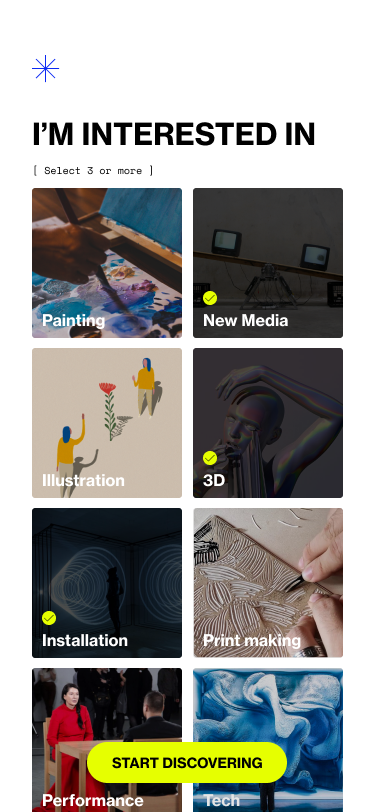 I’M INTERESTED IN
[ Select 3 or more ]
Painting
New Media
Illustration
3D
Installation
Print making
START DISCOVERING
Performance
Tech